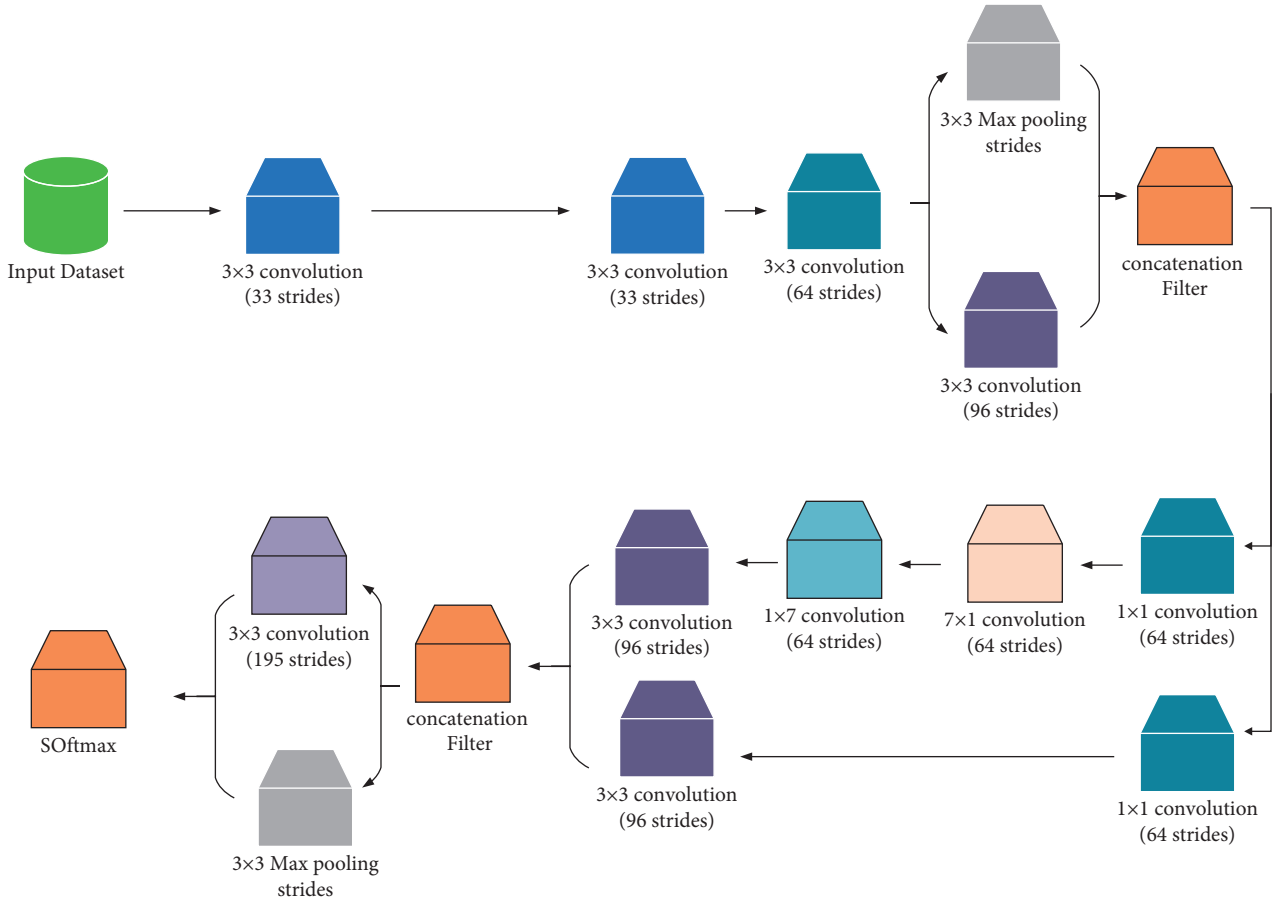 Input Dataset
3×3 convolution
(33 strides)
3×3 convolution
(33 strides)
3×3 convolution
(64 strides)
3×3 Max pooling
strides
3×3 convolution
(96 strides)
concatenation
Filter
1×1 convolution
(64 strides)
7×1 convolution
(64 strides)
1×7 convolution
(64 strides)
3×3 convolution
(96 strides)
1×1 convolution
(64 strides)
3×3 convolution
(96 strides)
concatenation
Filter
3×3 convolution
(195 strides)
3×3 Max pooling
strides
SOftmax